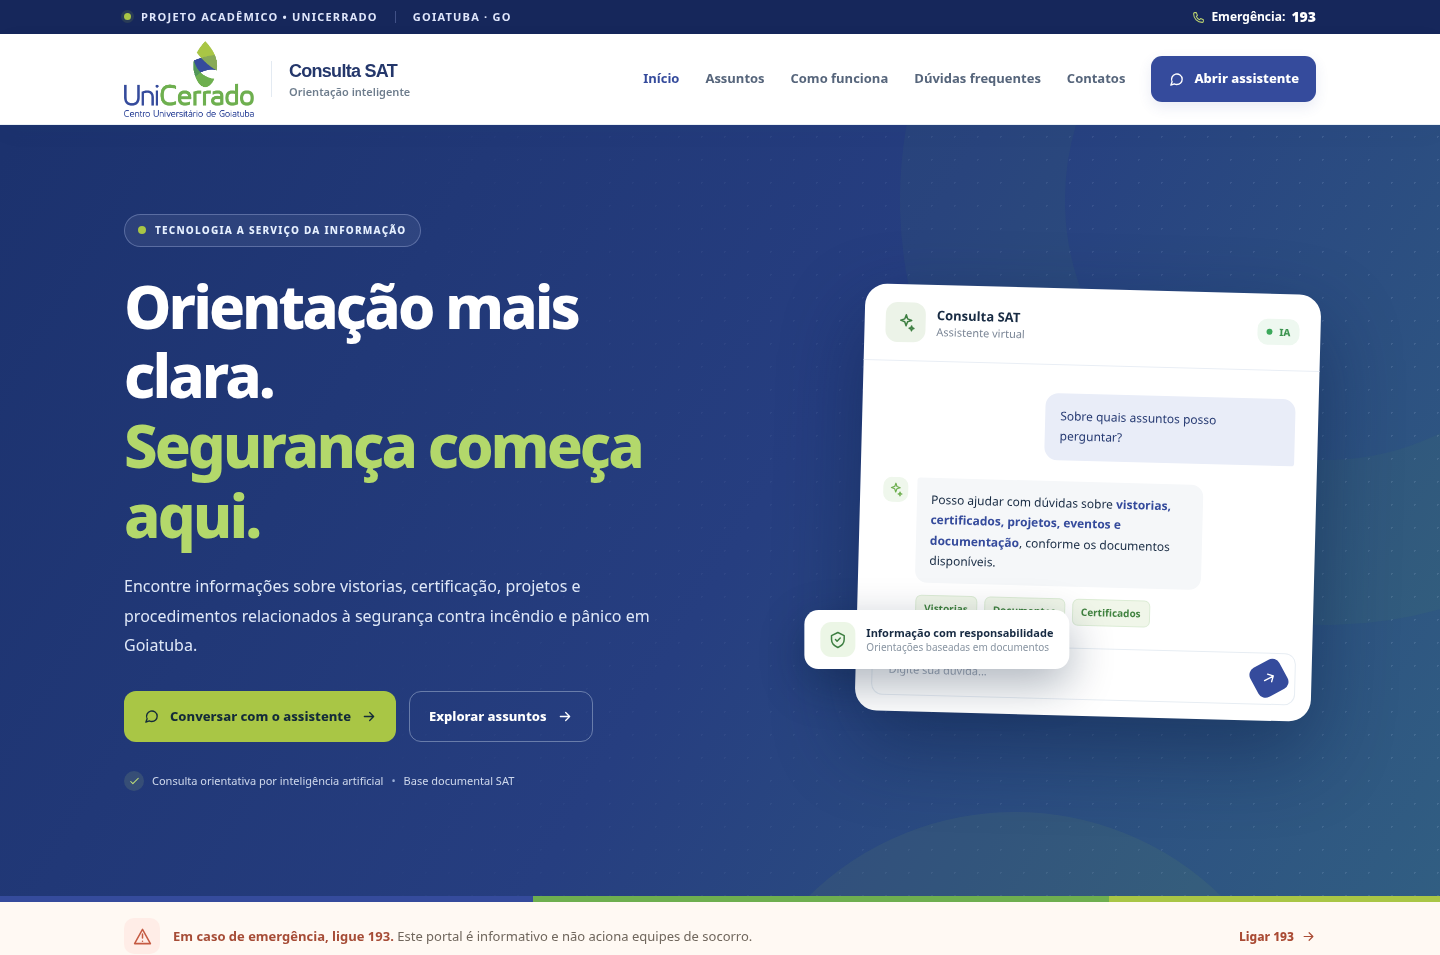 PROJETO ACADÊMICO • UNICERRADO
GOIATUBA · GO
Emergência: 193
UniCerrado
Centro Universitário de Goiatuba
Consulta SAT
Orientação inteligente
Início
Assuntos
Como funciona
Dúvidas frequentes
Contatos
Abrir assistente
TECNOLOGIA A SERVIÇO DA INFORMAÇÃO
Orientação mais
clara.
Segurança começa
aqui.
Encontre informações sobre vistorias, certificação, projetos e
procedimentos relacionados à segurança contra incêndio e pânico em
Goiatuba.
Conversar com o assistente
Explorar assuntos
Consulta orientativa por inteligência artificial • Base documental SAT
Consulta SAT
Assistente virtual
IA
Sobre quais assuntos posso
perguntar?
Posso ajudar com dúvidas sobre vistorias,
certificados, projetos, eventos e
documentação, conforme os documentos
disponíveis.
Vistorias
Documentos
Certificados
Informação com responsabilidade
Orientações baseadas em documentos
Digite sua dúvida...
Em caso de emergência, ligue 193. Este portal é informativo e não aciona equipes de socorro.
Ligar 193